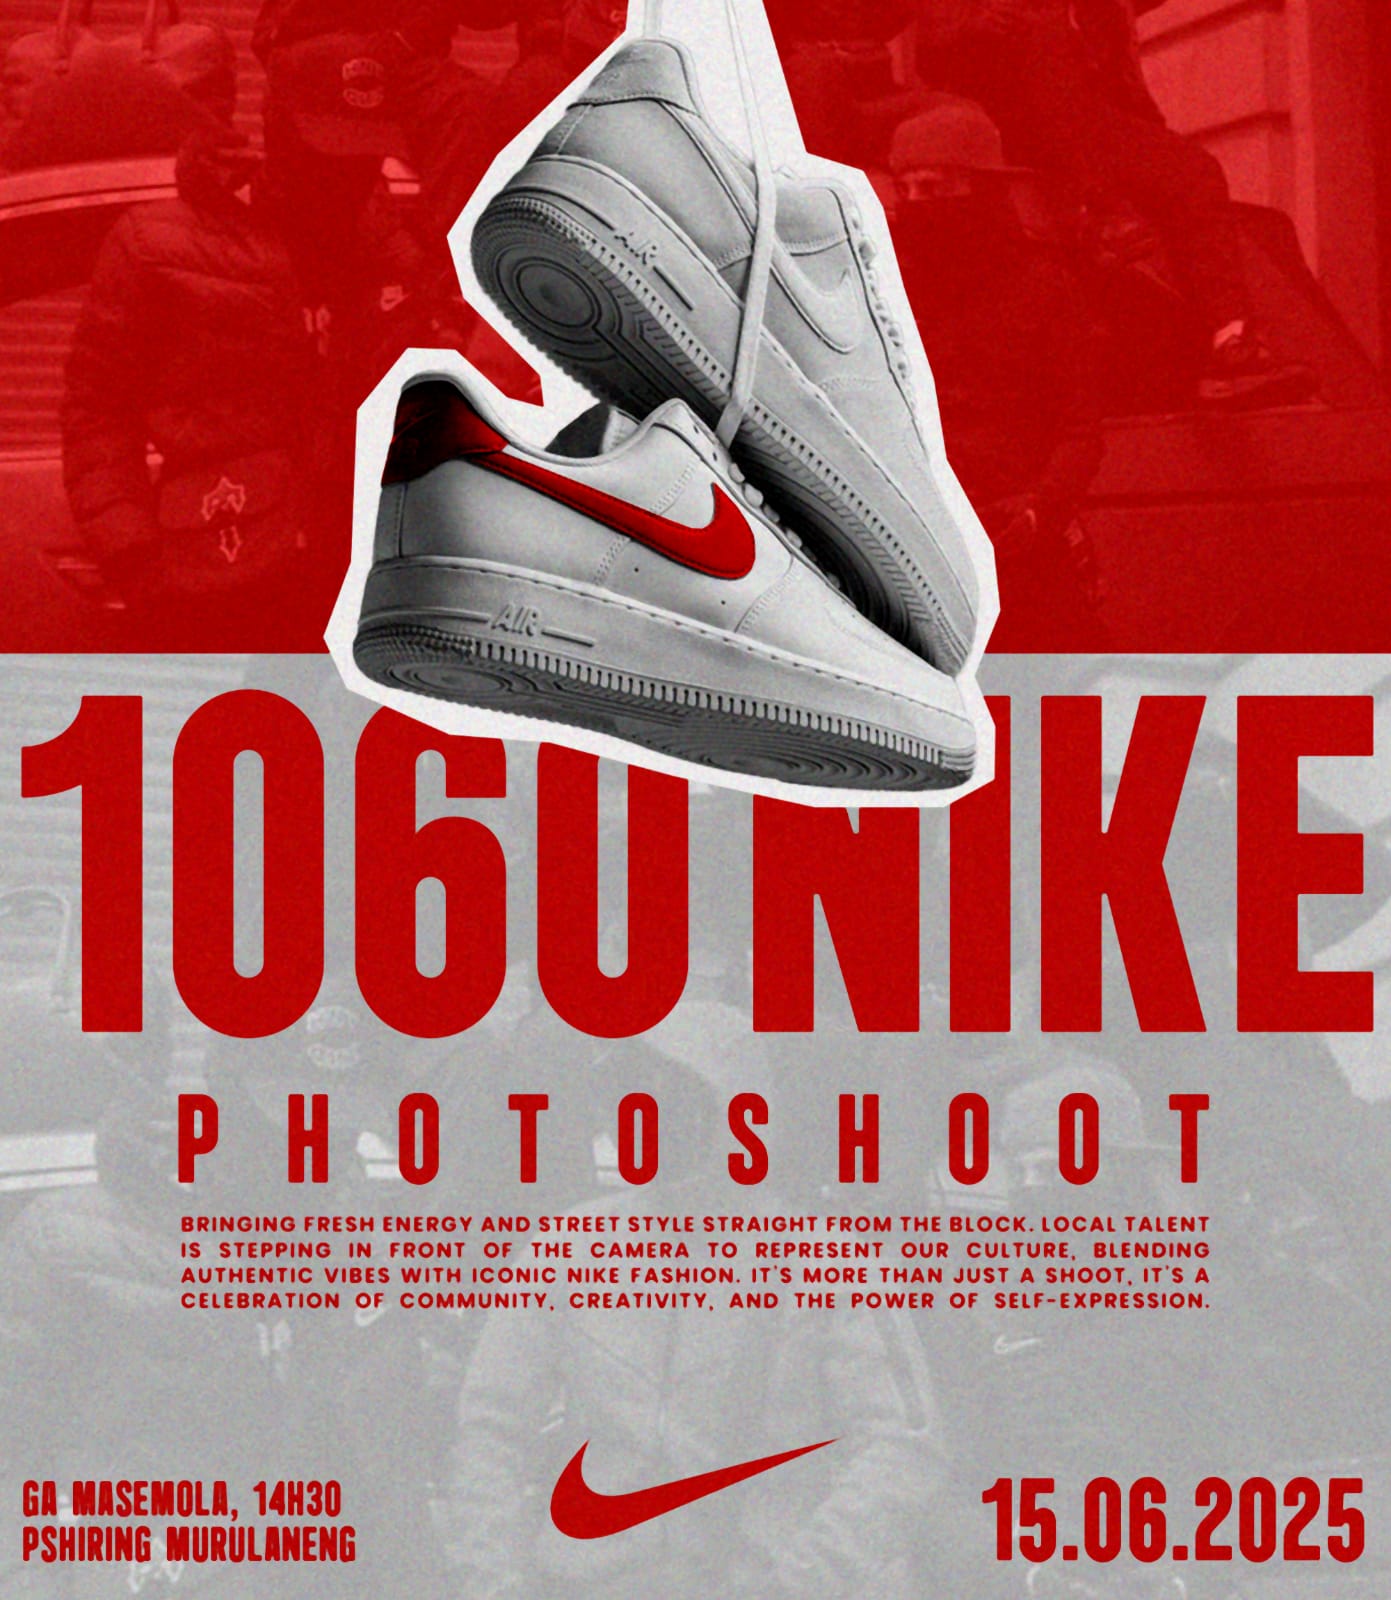 AIR
AIR
1060 NIKE
PHOTOSHOOT
BRINGING FRESH ENERGY AND STREET STYLE STRAIGHT FROM THE BLOCK. LOCAL TALENT
IS STEPPING IN FRONT OF THE CAMERA TO REPRESENT OUR CULTURE, BLENDING
AUTHENTIC VIBES WITH ICONIC NIKE FASHION. IT'S MORE THAN JUST A SHOOT, IT'S A
CELEBRATION OF COMMUNITY, CREATIVITY, AND THE POWER OF SELF-EXPRESSION.
GA MASEMOLA, 14H30
PSHIRING MURULANENG
15.06.2025